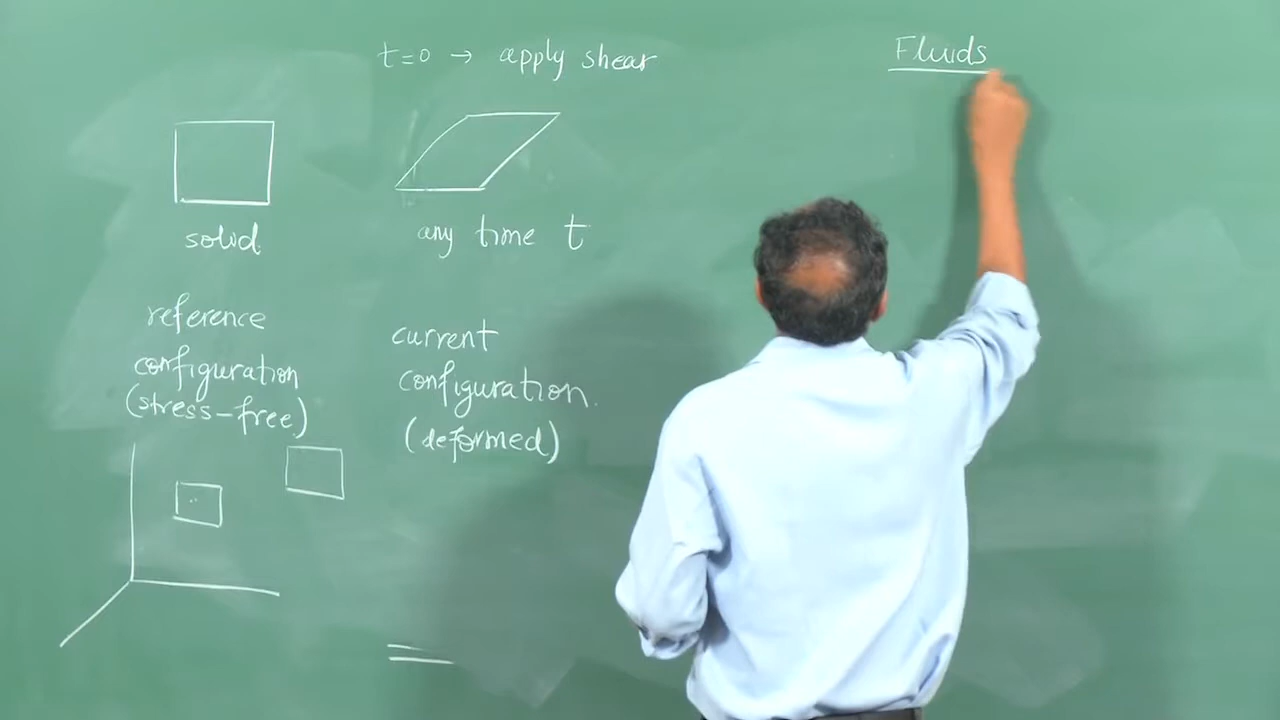 t=0 → apply shear
Fluids
solid
any time t
reference
configuration
(stress-free)
current
configuration.
(deformed)